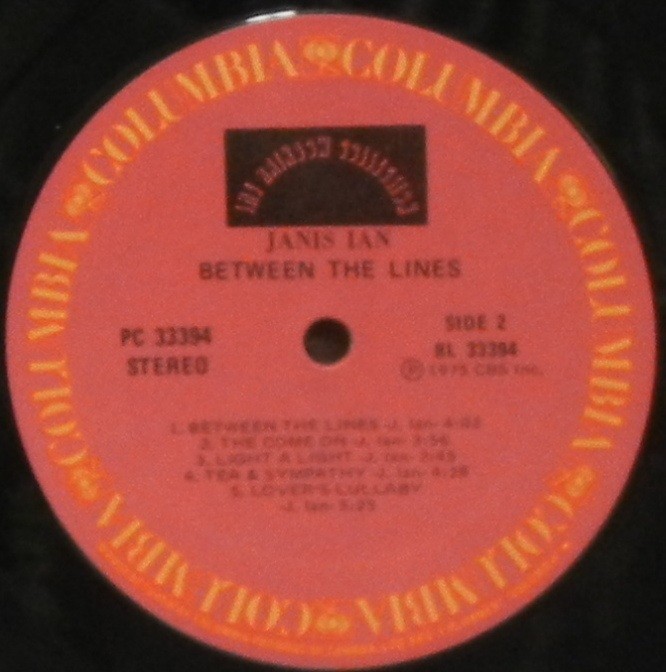 COLUMBIA COLUMBIA COLUMBIA COLUMBIA COLUMBIA COLUMBIA
JANIS IAN
BETWEEN THE LINES
PC 33394
STEREO
SIDE 2
BL 33394
℗ 1975 CBS Inc.
1. BETWEEN THE LINES -J. Ian- 4:02
2. THE COME ON -J. Ian- 3:56
3. LIGHT A LIGHT -J. Ian- 2:45
4. TEA & SYMPATHY -J. Ian- 4:28
5. LOVER'S LULLABY
-J. Ian- 5:25